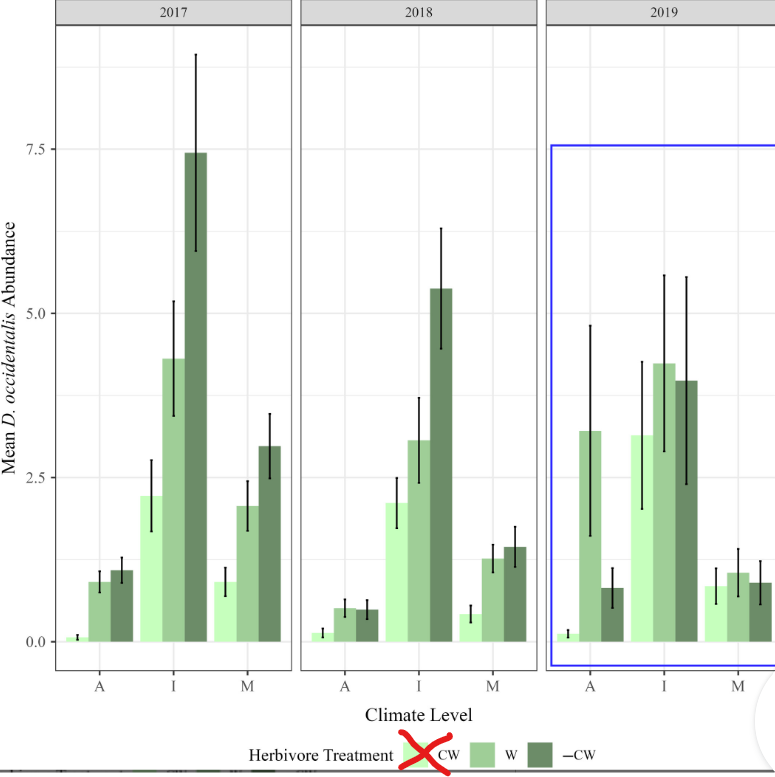 2017 2018 2019
7.5
5.0
2.5
0.0
Mean D. occidentalis Abundance
A I M A I M A I M
Climate Level
Herbivore Treatment CW W −CW